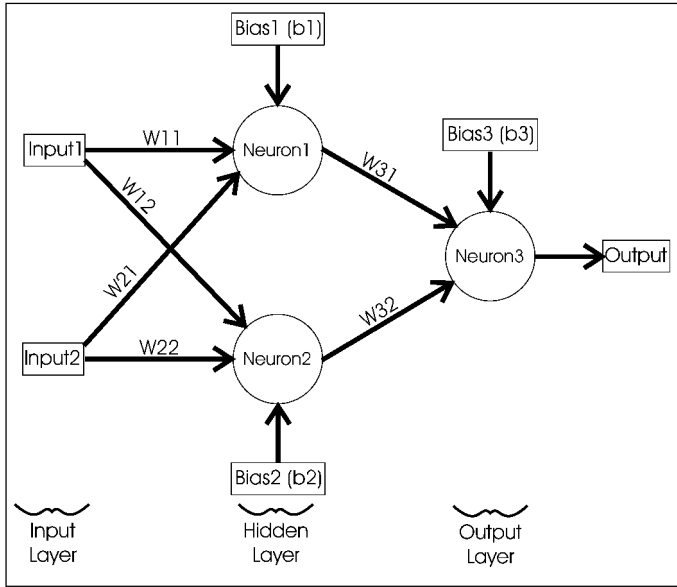 Bias1 (b1)
Input1
W11
Neuron1
Bias3 (b3)
W12
W31
W21
Neuron3
Output
Input2
W22
Neuron2
W32
Bias2 (b2)
Input
Layer
Hidden
Layer
Output
Layer